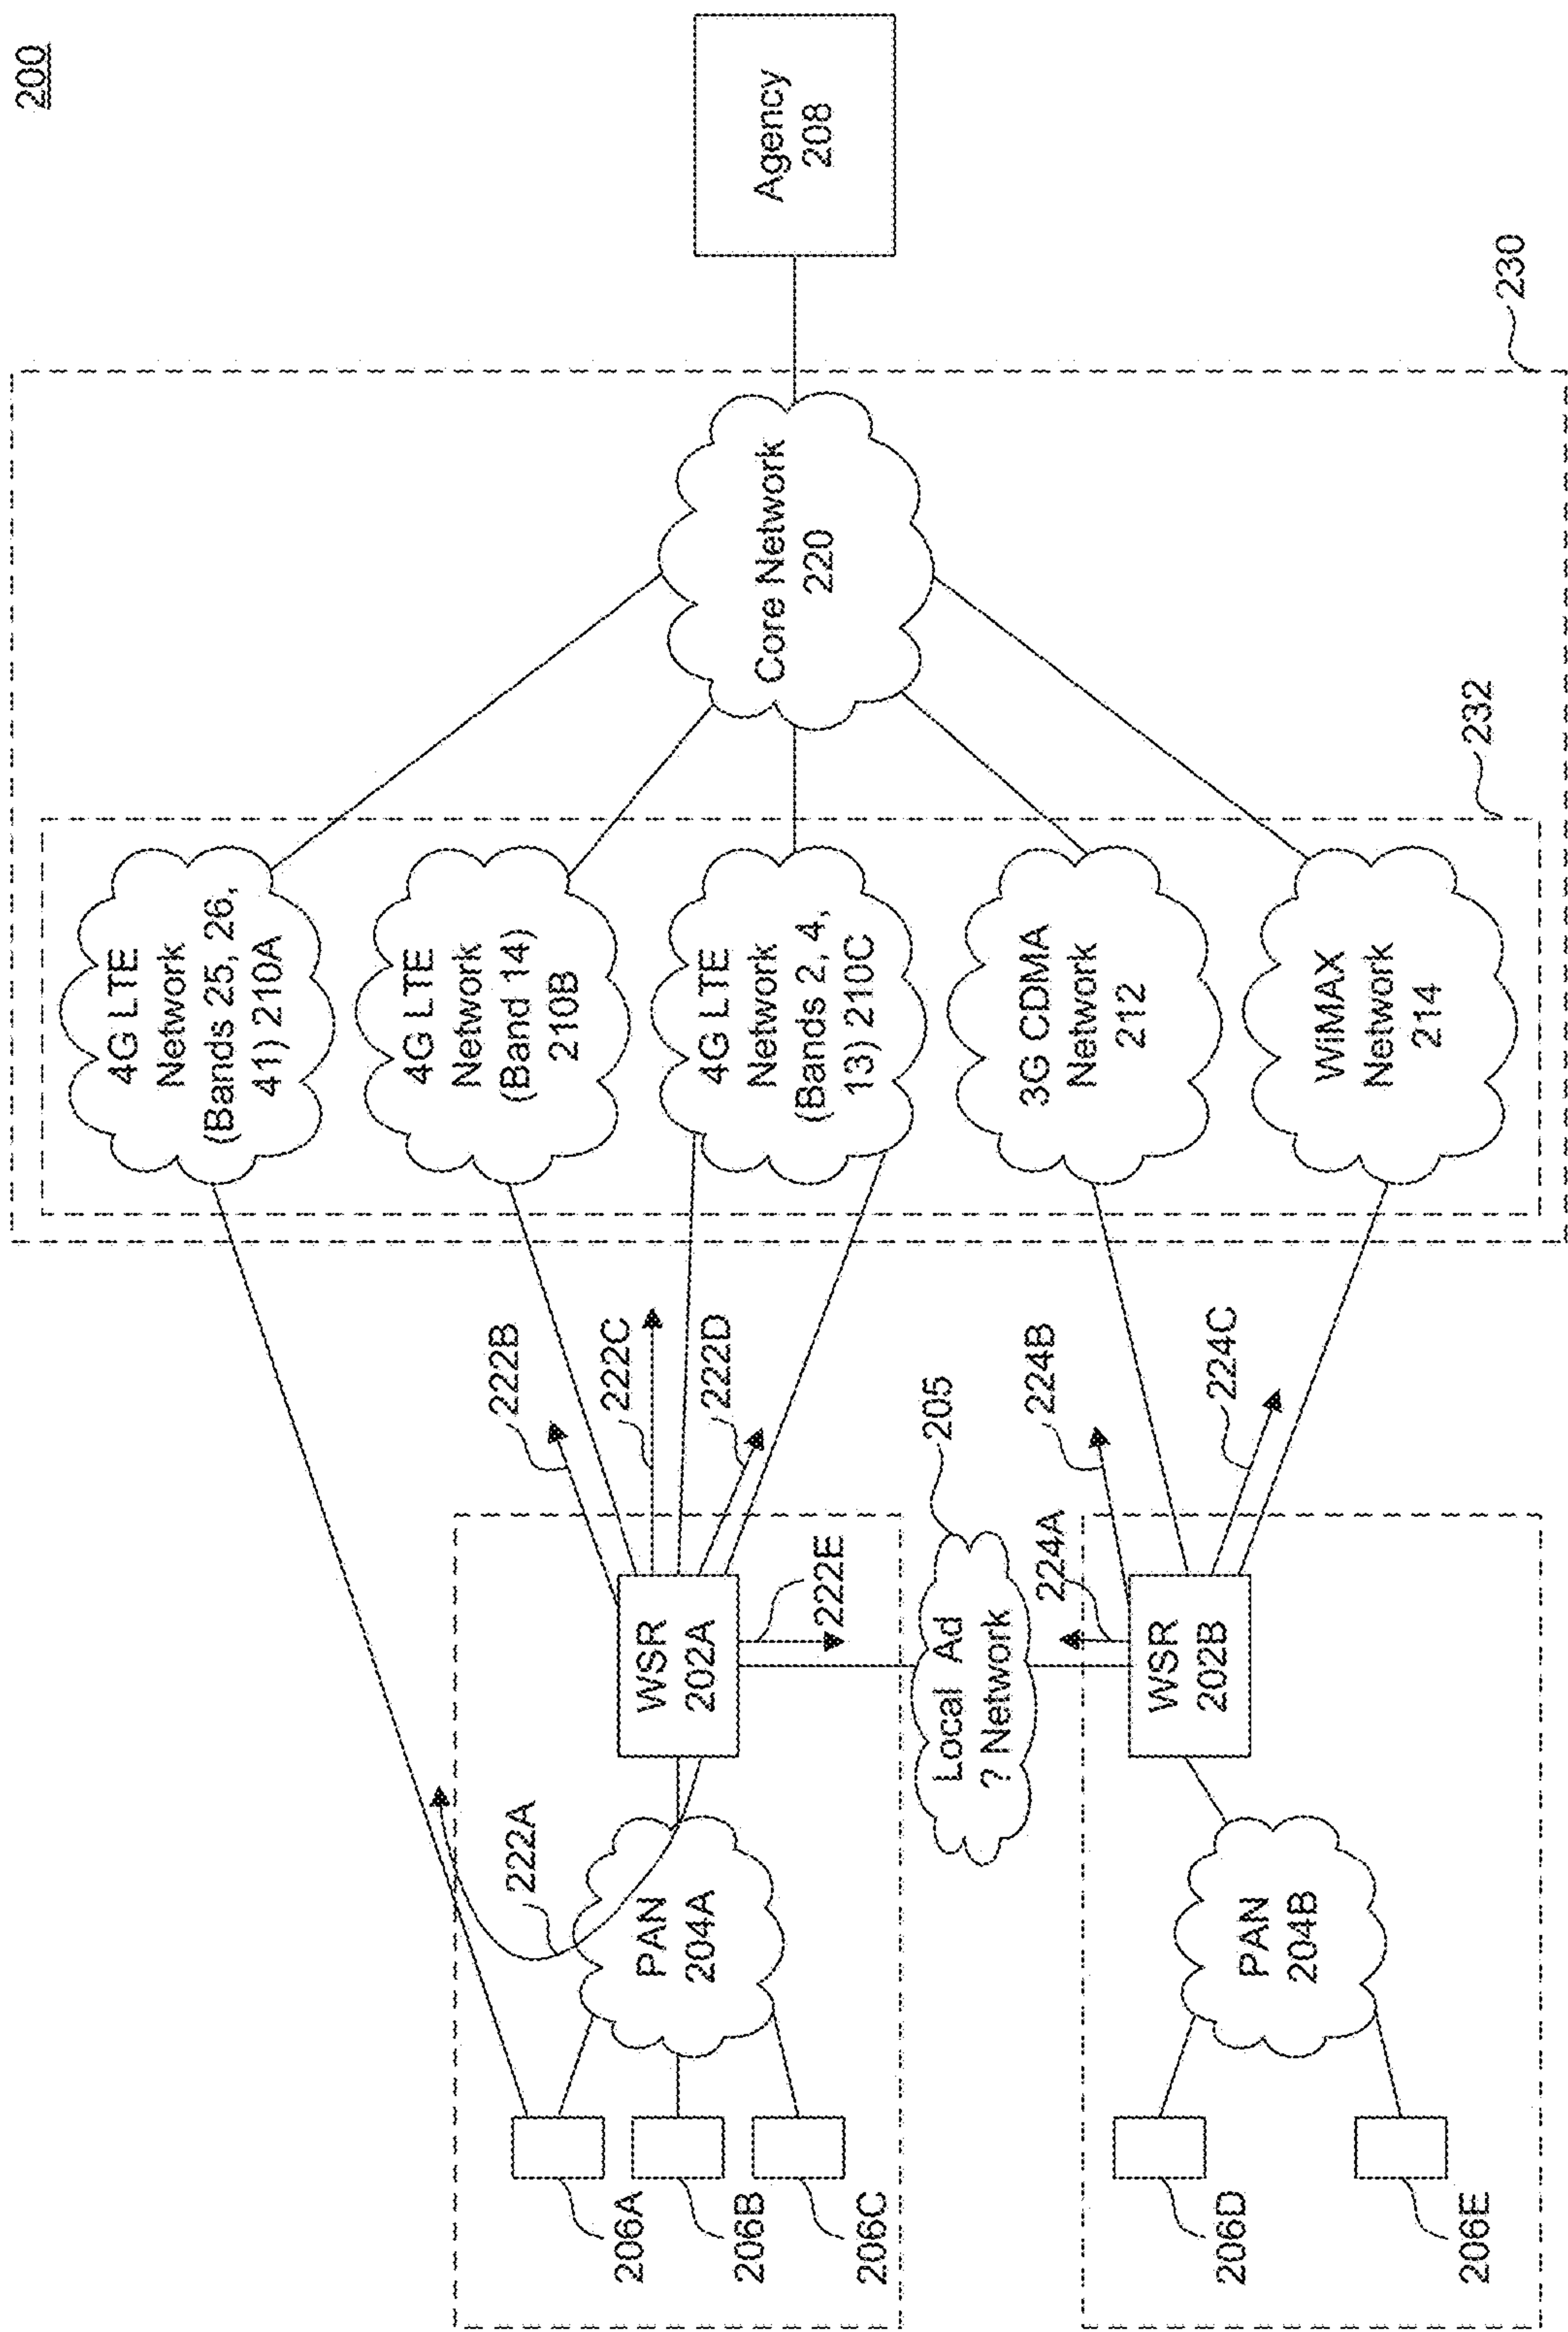 200
Agency
208
230
Core Network
220
232
4G LTE
Network
(Bands 25, 26,
41) 210A
4G LTE
Network
(Band 14)
210B
4G LTE
Network
(Bands 2, 4,
13) 210C
3G CDMA
Network
212
WiMAX
Network
214
222B
222C
222D
205
224B
224C
222A
WSR
202A
222E
Local Ad
? Network
224A
WSR
202B
PAN
204A
PAN
204B
206A
206B
206C
206D
206E